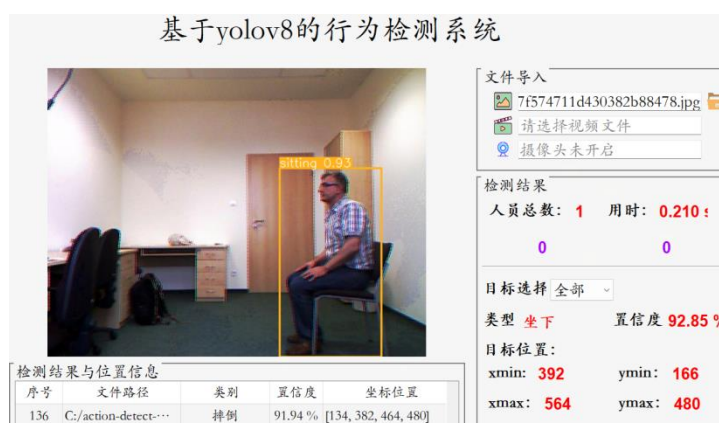 基于yolov8的行为检测系统
sitting 0.93
文件导入
7f574711d430382b88478.jpg
请选择视频文件
摄像头未开启
检测结果
人员总数： 1 用时： 0.210 s
0 0
目标选择 全部
类型 坐下 置信度 92.85 %
目标位置：
xmin: 392 ymin: 166
xmax: 564 ymax: 480
检测结果与位置信息
序号 文件路径 类别 置信度 坐标位置
136 C:/action-detect-··· 摔倒 91.94 % [134, 382, 464, 480]